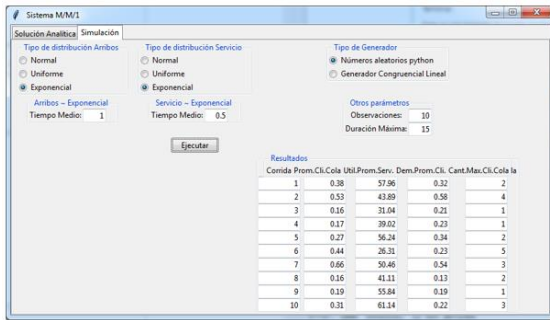 Sistema M/M/1
Solución Analítica Simulación
Tipo de distribución Arribos Tipo de distribución Servicio Tipo de Generador
Normal Normal Números aleatorios python
Uniforme Uniforme Generador Congruencial Lineal
Exponencial Exponencial
Arribos – Exponencial Servicio – Exponencial Otros parámetros
Tiempo Medio: 1 Tiempo Medio: 0.5 Observaciones: 10
Duración Máxima: 15
Ejecutar
Resultados
Corrida Prom.Cli.Cola Util.Prom.Serv. Dem.Prom.Cli. Cant.Max.Cli.Cola la
1 0.38 57.96 0.32 2
2 0.53 43.89 0.58 4
3 0.16 31.04 0.21 1
4 0.17 39.02 0.23 1
5 0.27 56.24 0.34 2
6 0.44 26.31 0.23 5
7 0.66 50.46 0.54 3
8 0.16 41.11 0.13 2
9 0.19 55.84 0.19 1
10 0.31 61.14 0.22 3